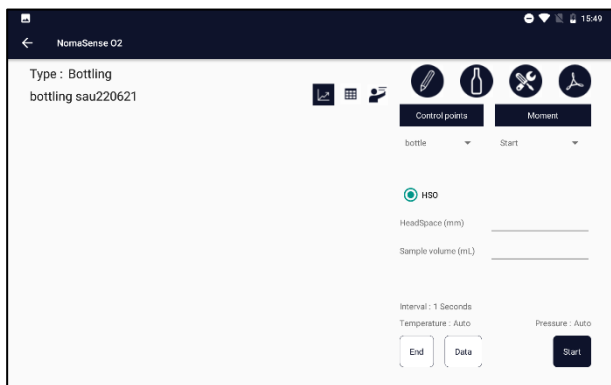 15:49
NomaSense O2
Type : Bottling
bottling sau220621
Control points
Moment
bottle
Start
HSO
HeadSpace (mm)
Sample volume (mL)
Interval : 1 Seconds
Temperature : Auto
Pressure : Auto
End
Data
Start